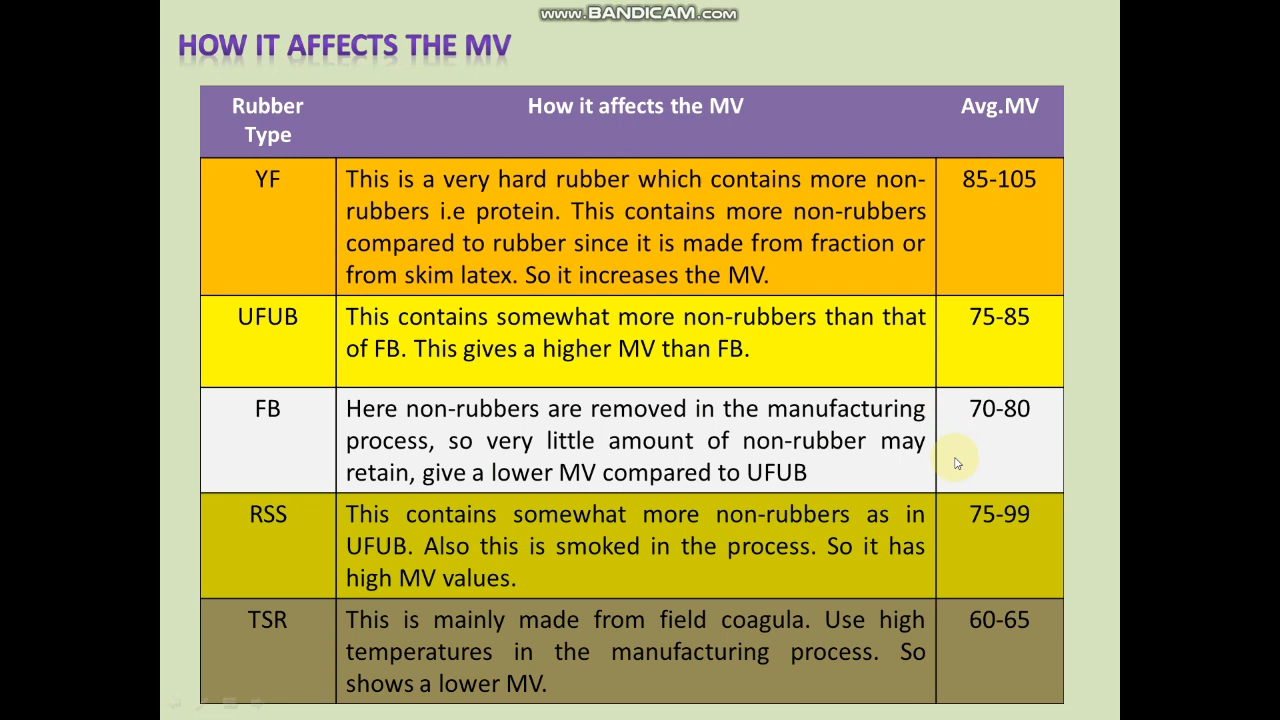 www.BANDICAM.com
HOW IT AFFECTS THE MV
Rubber Type
How it affects the MV
Avg.MV
YF
This is a very hard rubber which contains more non-
rubbers i.e protein. This contains more non-rubbers
compared to rubber since it is made from fraction or
from skim latex. So it increases the MV.
85-105
UFUB
This contains somewhat more non-rubbers than that
of FB. This gives a higher MV than FB.
75-85
FB
Here non-rubbers are removed in the manufacturing
process, so very little amount of non-rubber may
retain, give a lower MV compared to UFUB
70-80
RSS
This contains somewhat more non-rubbers as in
UFUB. Also this is smoked in the process. So it has
high MV values.
75-99
TSR
This is mainly made from field coagula. Use high
temperatures in the manufacturing process. So
shows a lower MV.
60-65